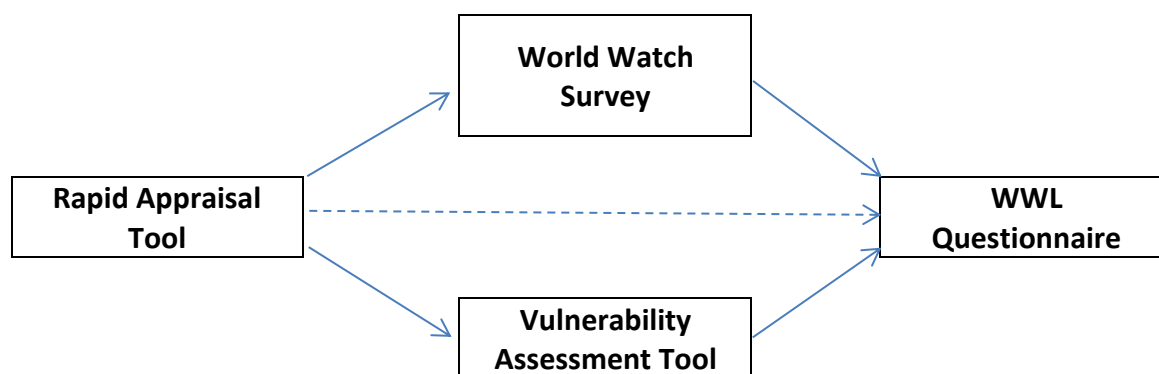 World Watch
Survey
Rapid Appraisal
Tool
WWL
Questionnaire
Vulnerability
Assessment Tool